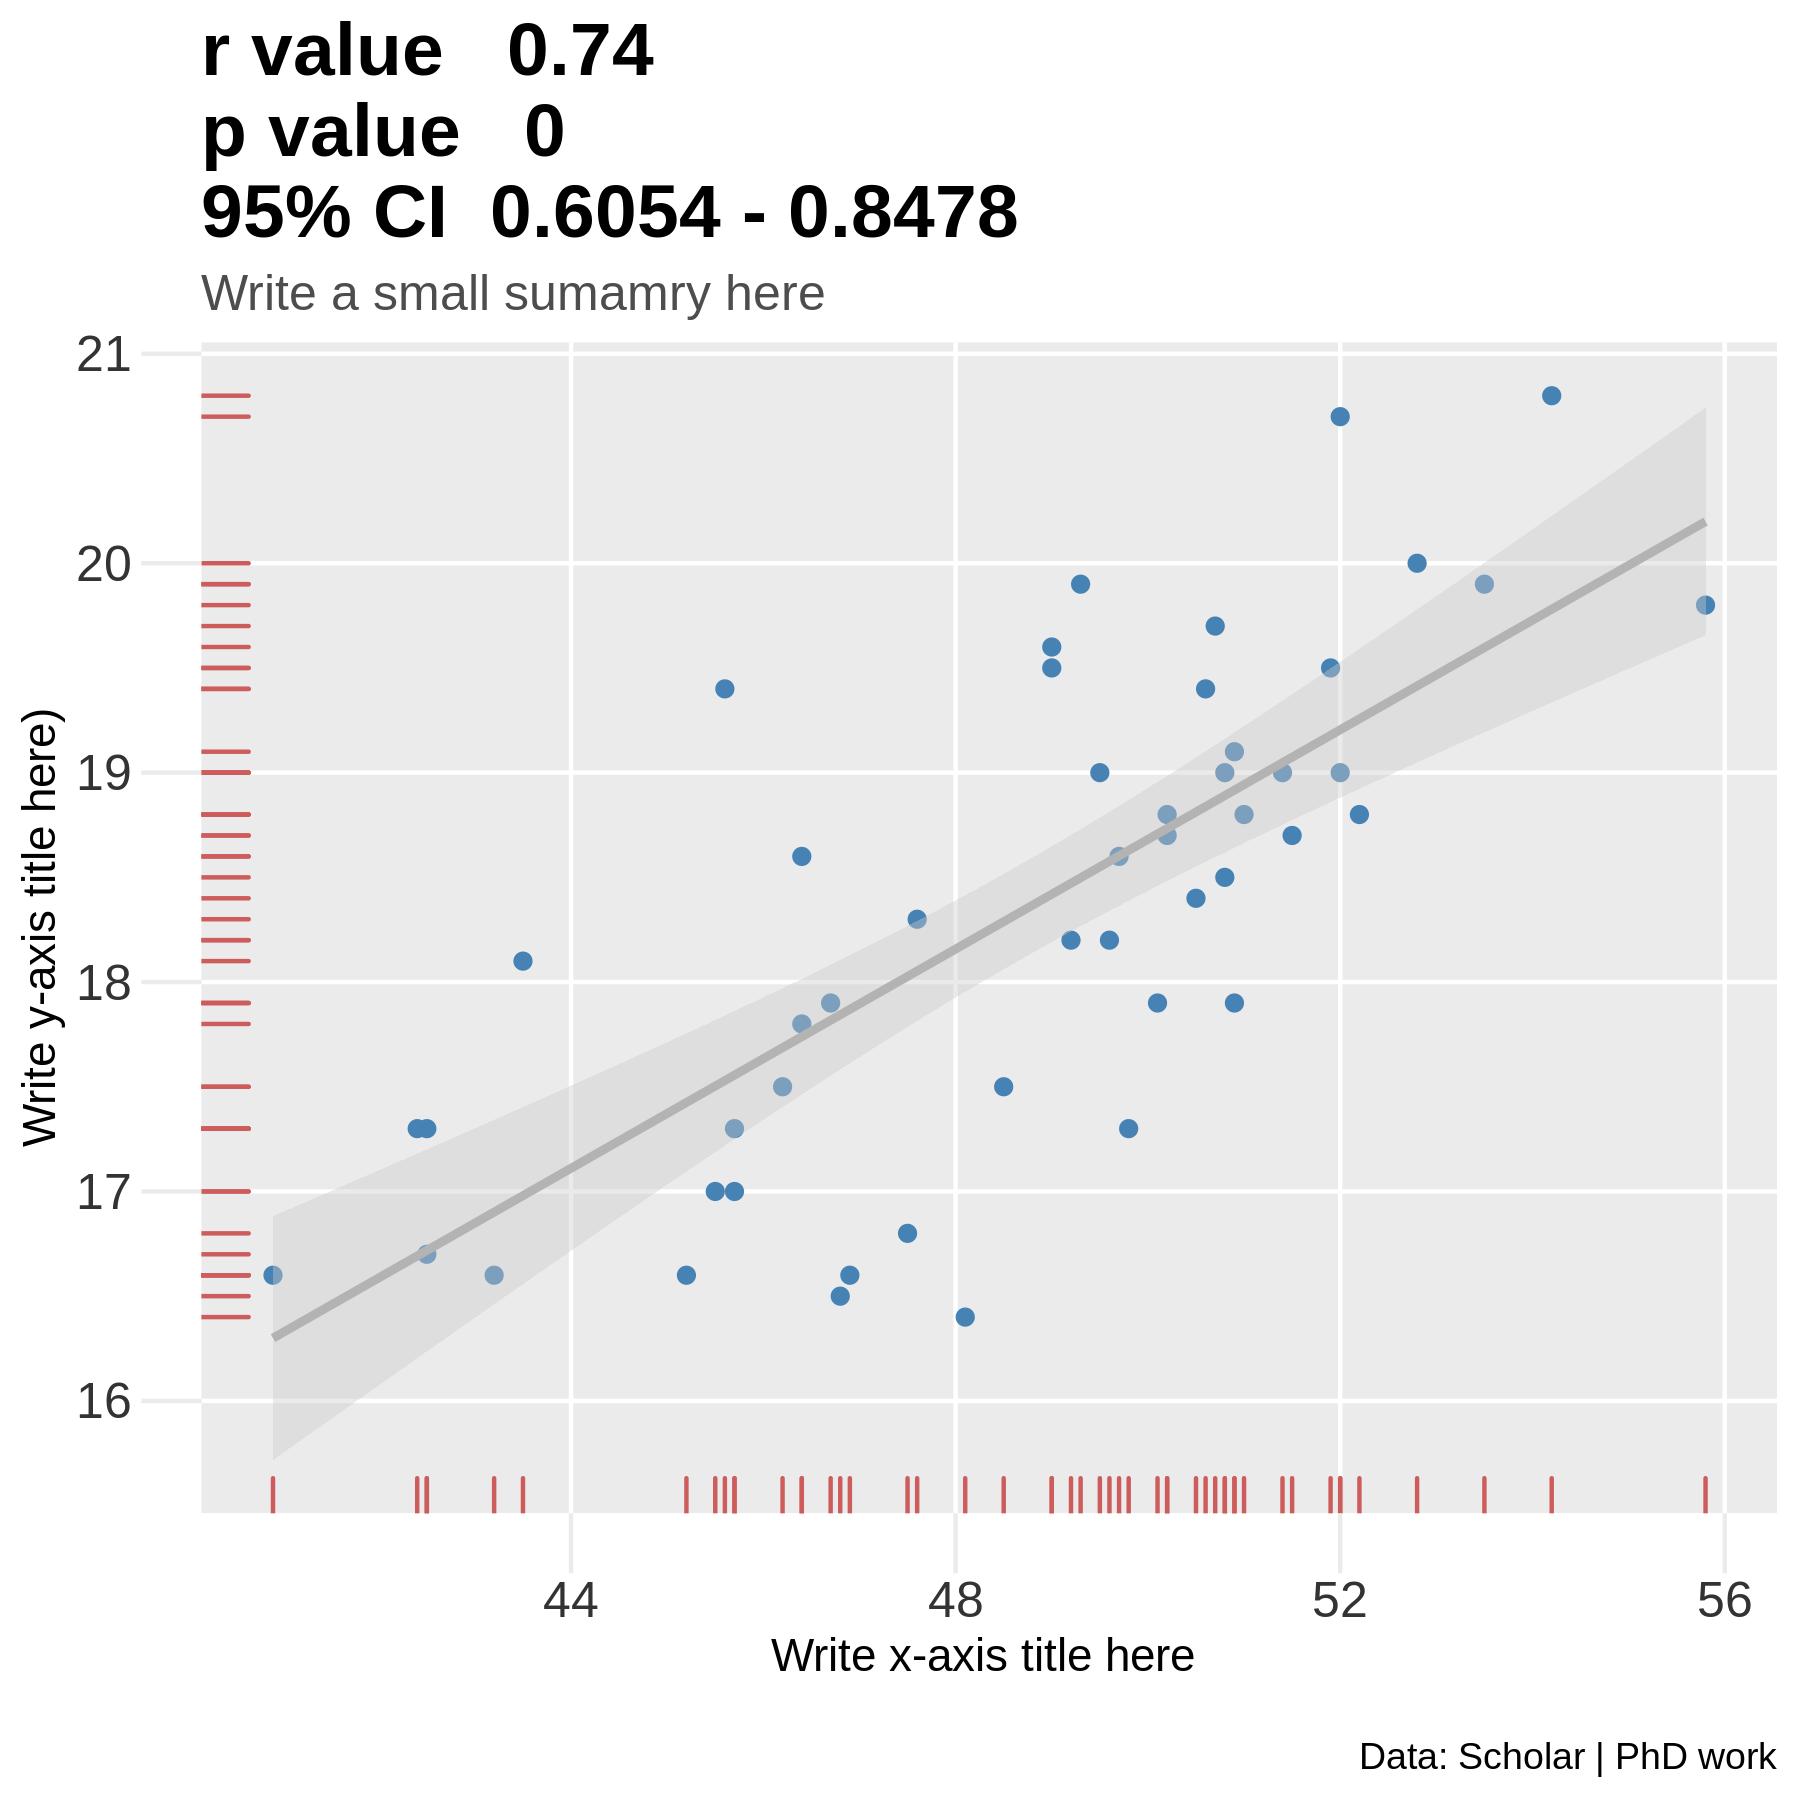 r value 0.74
p value 0
95% CI 0.6054 - 0.8478
Write a small sumamry here
21
20
19
18
17
16
Write y-axis title here)
44 48 52 56
Write x-axis title here
Data: Scholar | PhD work